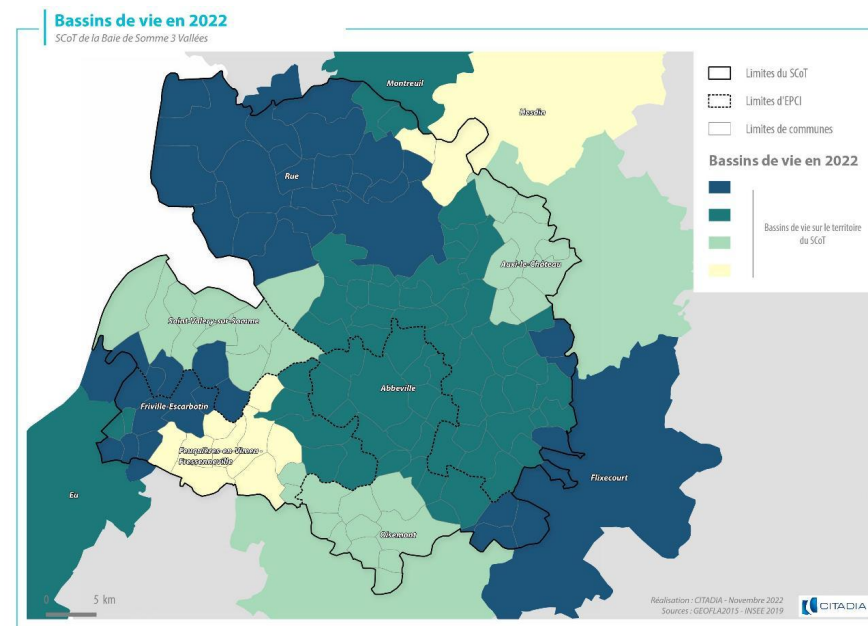 Bassins de vie en 2022
SCoT de la Baie de Somme 3 Vallées
Montreuil
Hesdin
Rue
Auxi-le-Château
Saint-Valery-sur-Somme
Abbeville
Friville-Escarbotin
Feuquières-en-Vimeu -
Fressenneville
Eu
Flixecourt
Oisemont
Limites du SCoT
Limites d'EPCI
Limites de communes
Bassins de vie en 2022
Bassins de vie sur le territoire
du SCoT
0 5 km
Réalisation : CITADIA - Novembre 2022
Sources : GEOFLA2015 - INSEE 2019
CITADIA